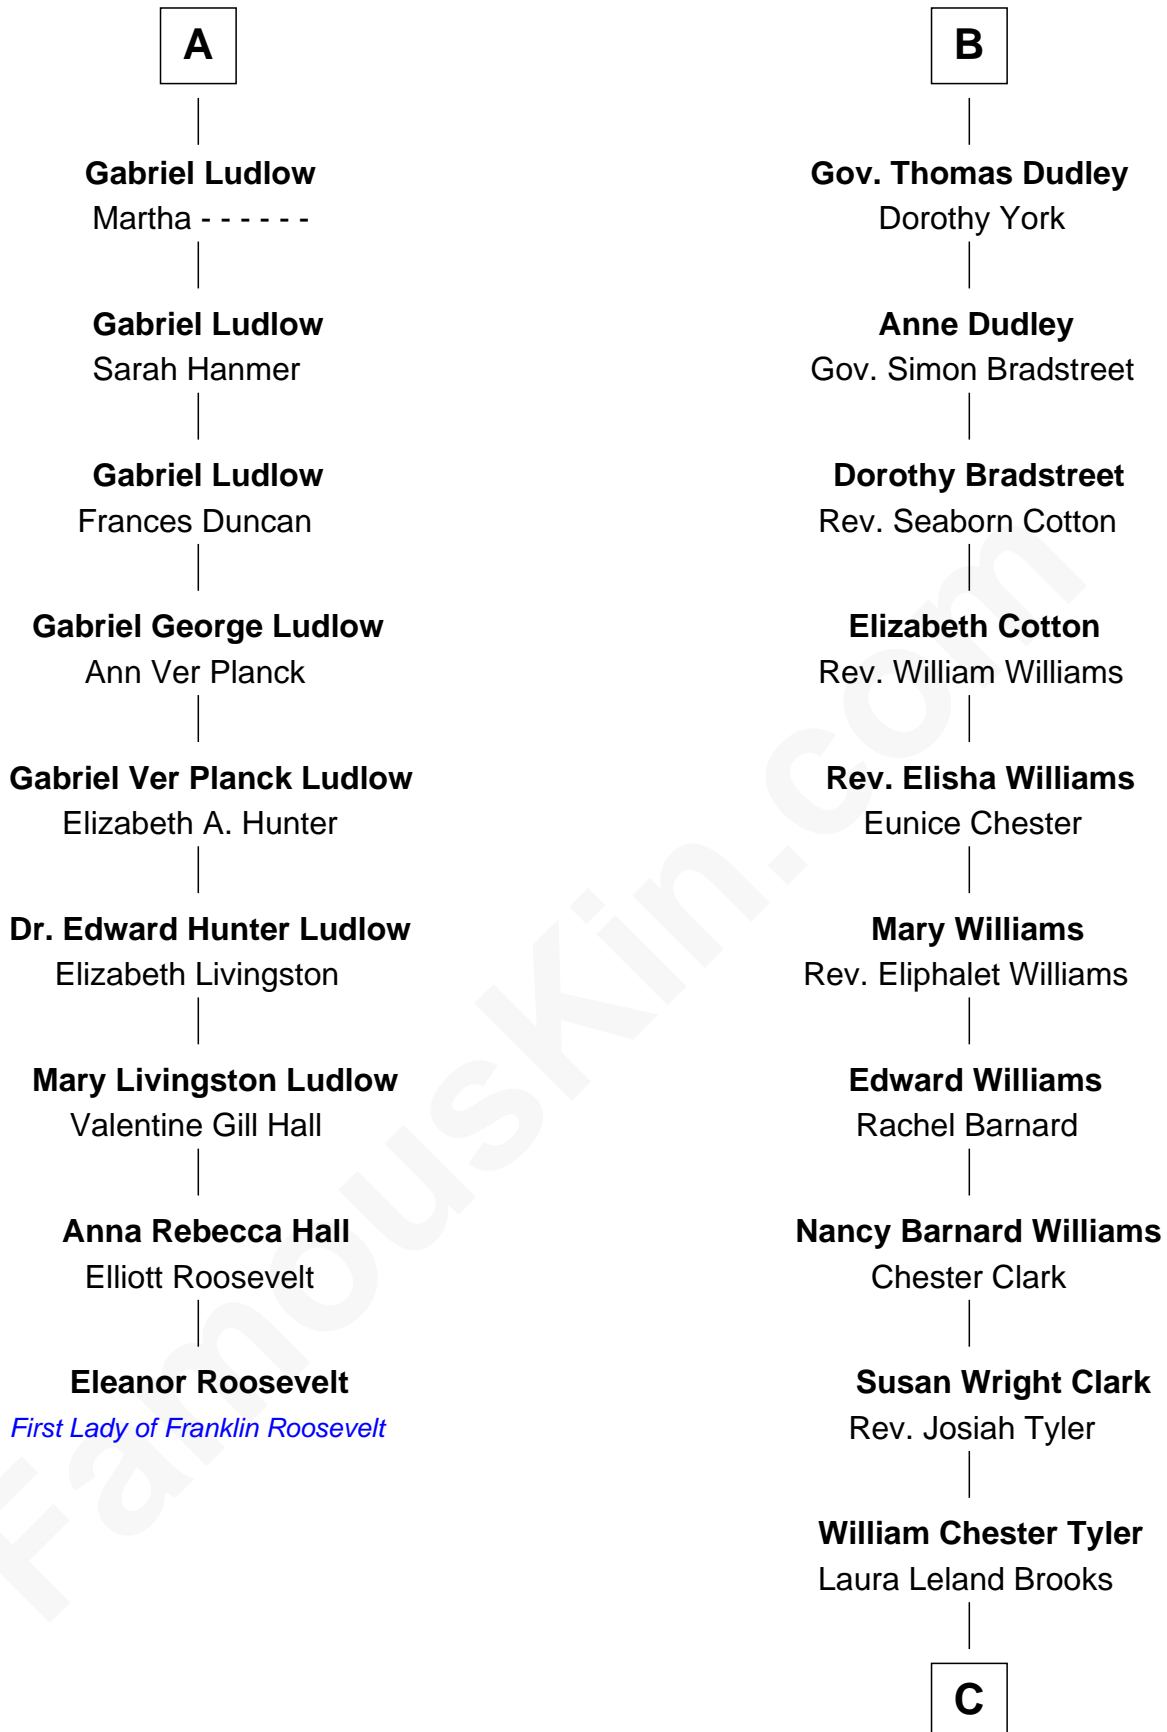 A
Gabriel Ludlow
Martha - - - - - -
Gabriel Ludlow
Sarah Hanmer
Gabriel Ludlow
Frances Duncan
Gabriel George Ludlow
Ann Ver Planck
Gabriel Ver Planck Ludlow
Elizabeth A. Hunter
Dr. Edward Hunter Ludlow
Elizabeth Livingston
Mary Livingston Ludlow
Valentine Gill Hall
Anna Rebecca Hall
Elliott Roosevelt
Eleanor Roosevelt
First Lady of Franklin Roosevelt
B
Gov. Thomas Dudley
Dorothy York
Anne Dudley
Gov. Simon Bradstreet
Dorothy Bradstreet
Rev. Seaborn Cotton
Elizabeth Cotton
Rev. William Williams
Rev. Elisha Williams
Eunice Chester
Mary Williams
Rev. Eliphalet Williams
Edward Williams
Rachel Barnard
Nancy Barnard Williams
Chester Clark
Susan Wright Clark
Rev. Josiah Tyler
William Chester Tyler
Laura Leland Brooks
C
FamousKin.com